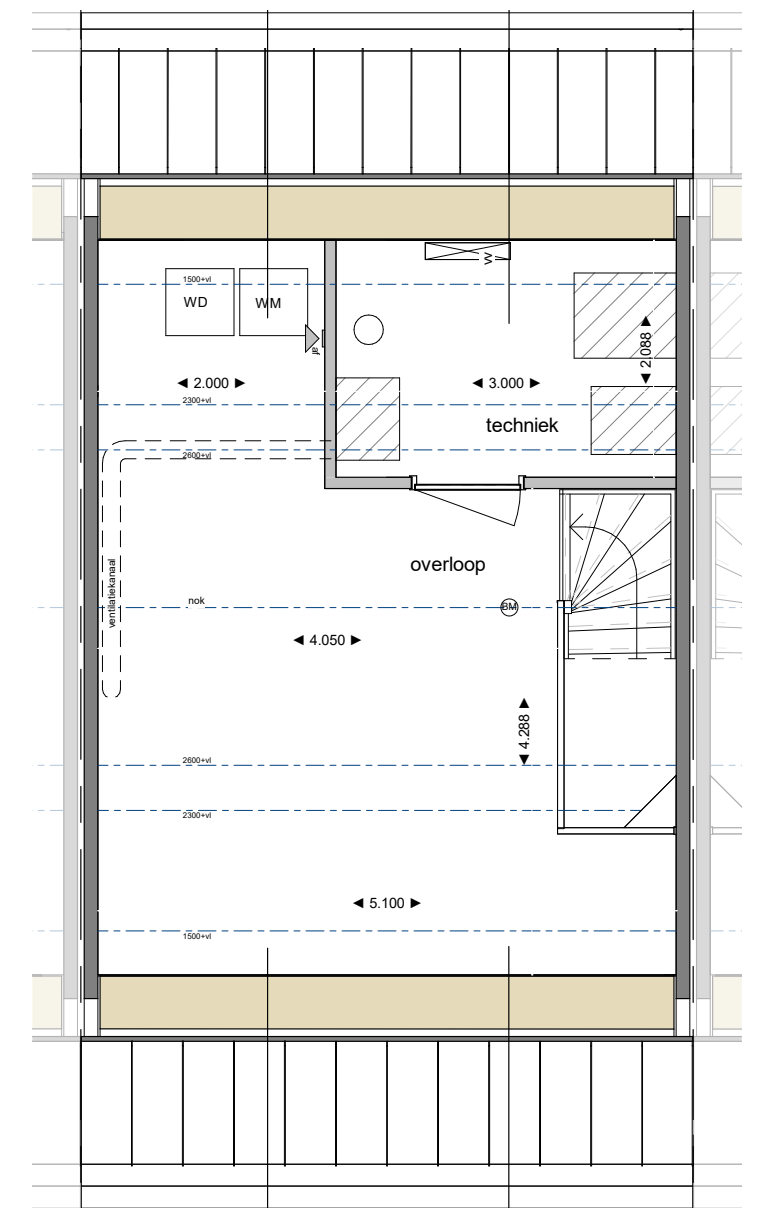 1500+vl
W
WD
WM
af
2.088
◄ 2.000 ►
◄ 3.000 ►
2300+vl
techniek
2600+vl
overloop
ventilatiekanaal
nok
BM
◄ 4.050 ►
◄ 4.288 ►
2600+vl
2300+vl
◄ 5.100 ►
1500+vl